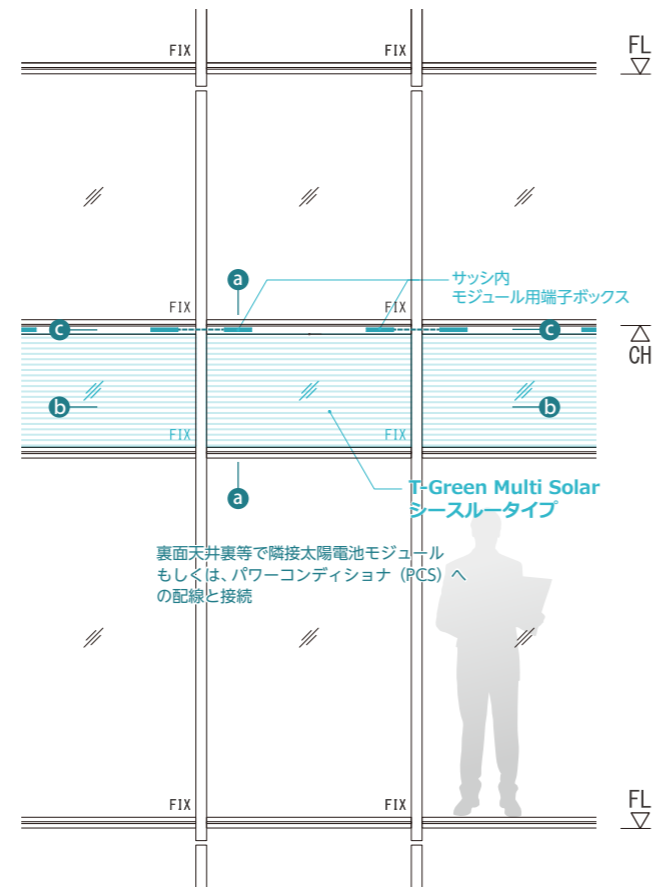 FIX
FIX
FL
a
サッシ内
モジュール用端子ボックス
FIX
FIX
c
c
CH
b
b
FIX
FIX
a
T-Green Multi Solar
シースルータイプ
裏面天井裏等で隣接太陽電池モジュール
もしくは、パワーコンディショナ（PCS）へ
の配線と接続
FIX
FIX
FL